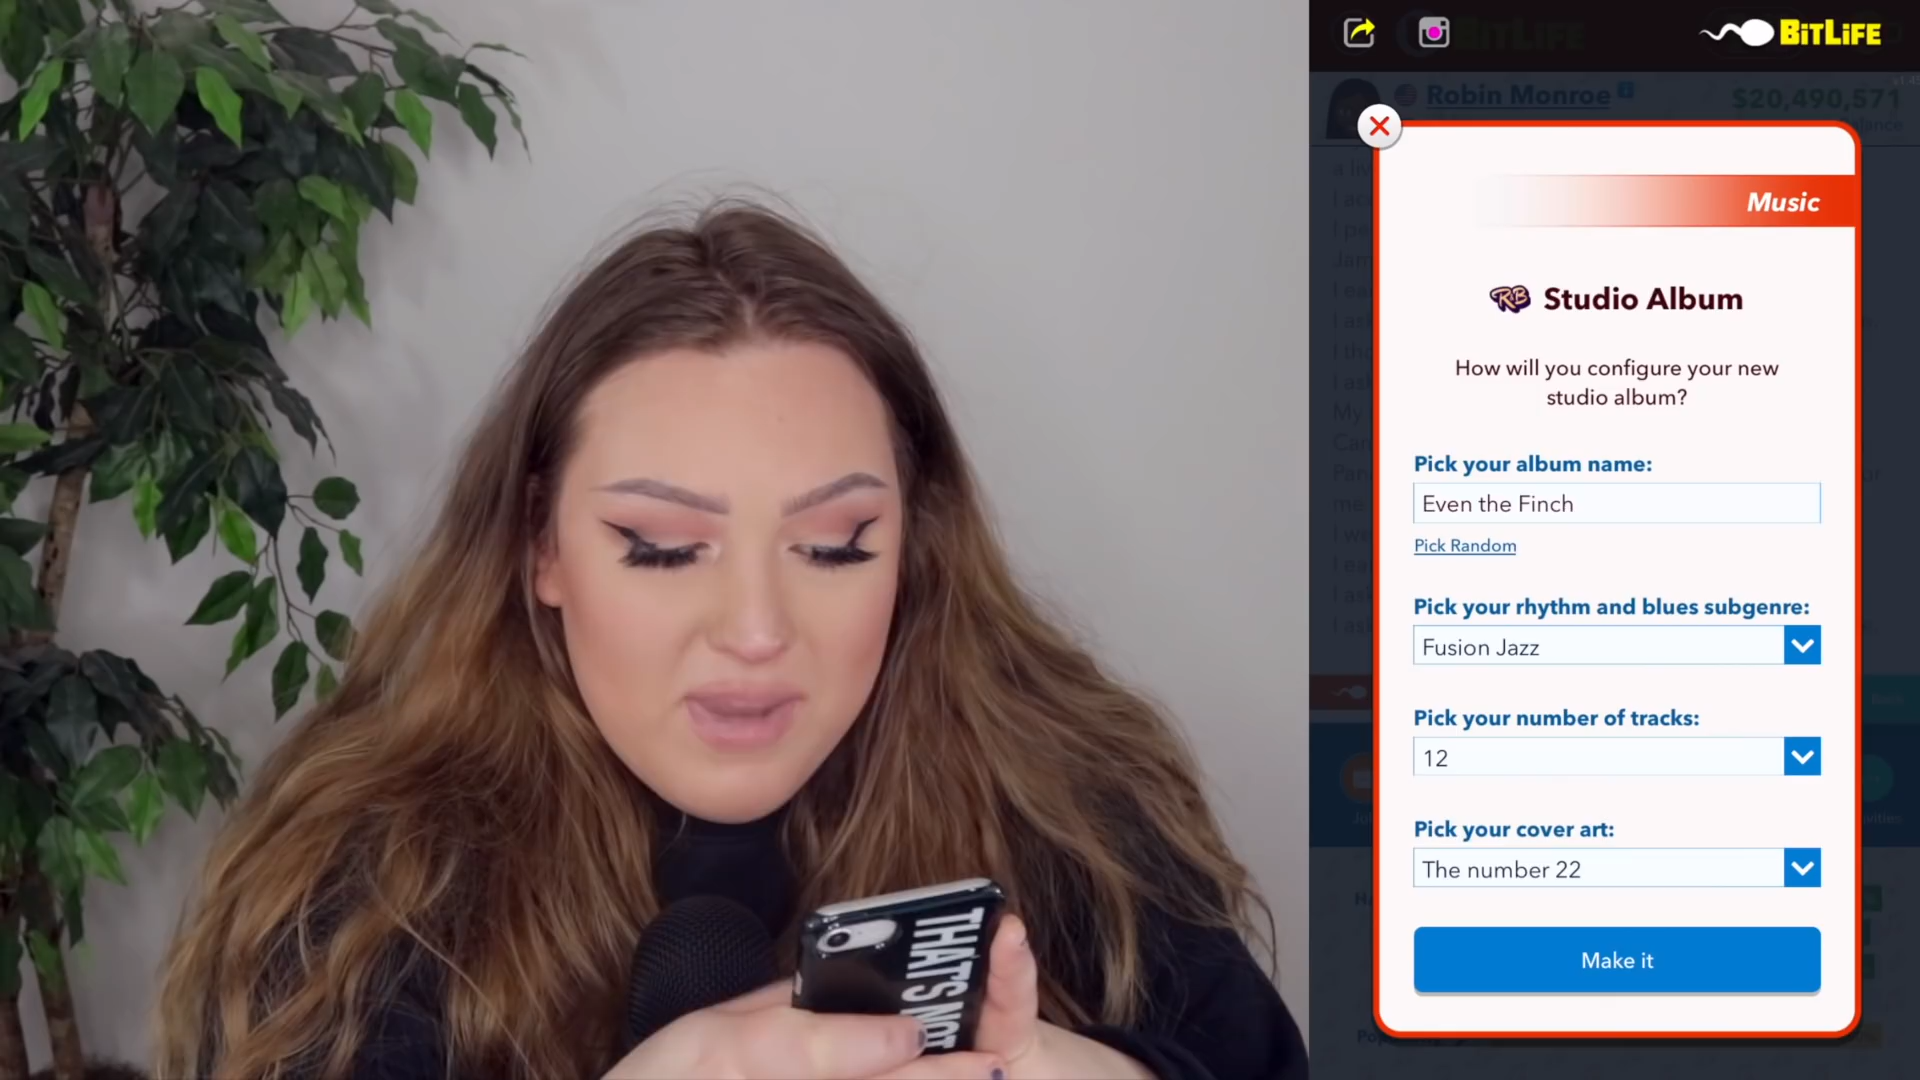 BITLIFE
Robin Monroe
$20,490,571
Music
R&B Studio Album
How will you configure your new
studio album?
Pick your album name:
Even the Finch
Pick Random
Pick your rhythm and blues subgenre:
Fusion Jazz
Pick your number of tracks:
12
Pick your cover art:
The number 22
Make it
THAT'S NOT